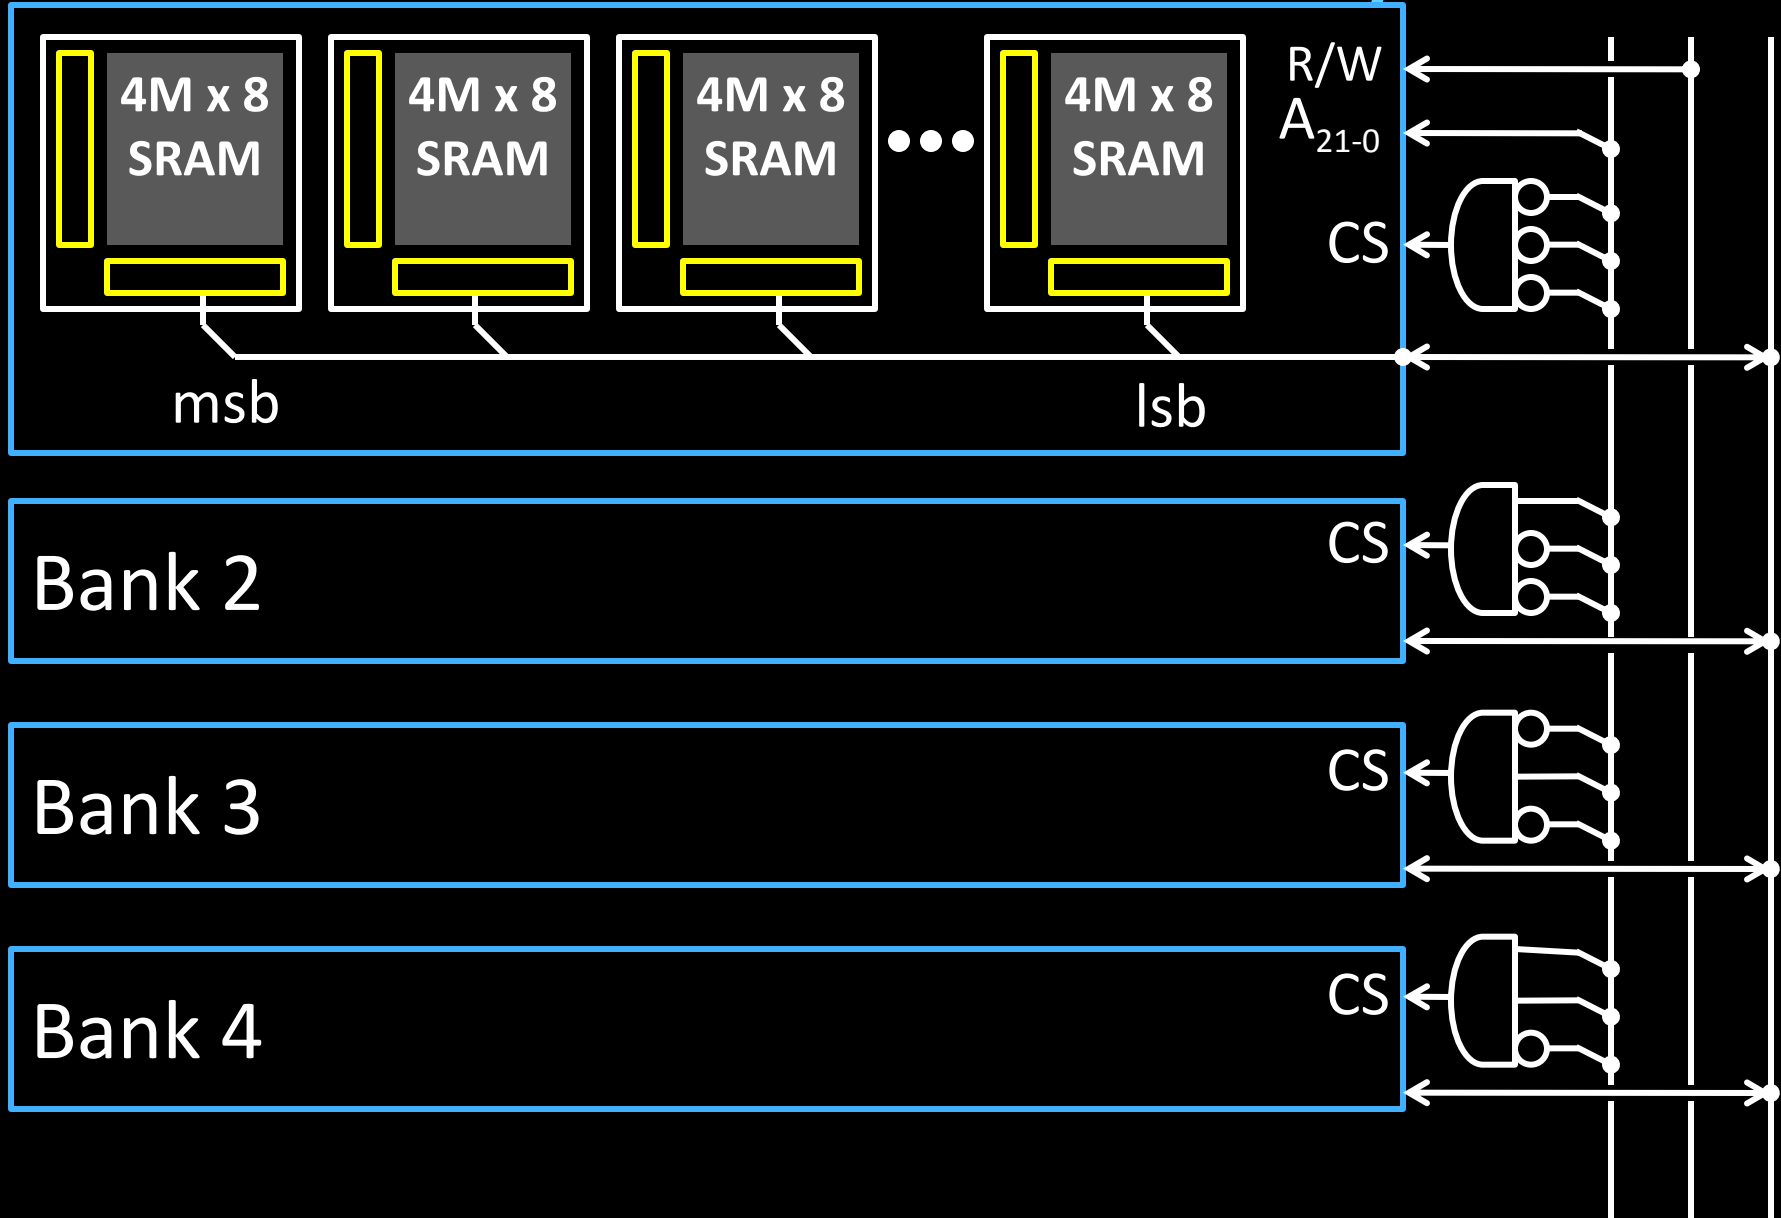 4M x 8
SRAM
4M x 8
SRAM
4M x 8
SRAM
4M x 8
SRAM
R/W
A21-0
CS
msb
lsb
Bank 2
CS
Bank 3
CS
Bank 4
CS